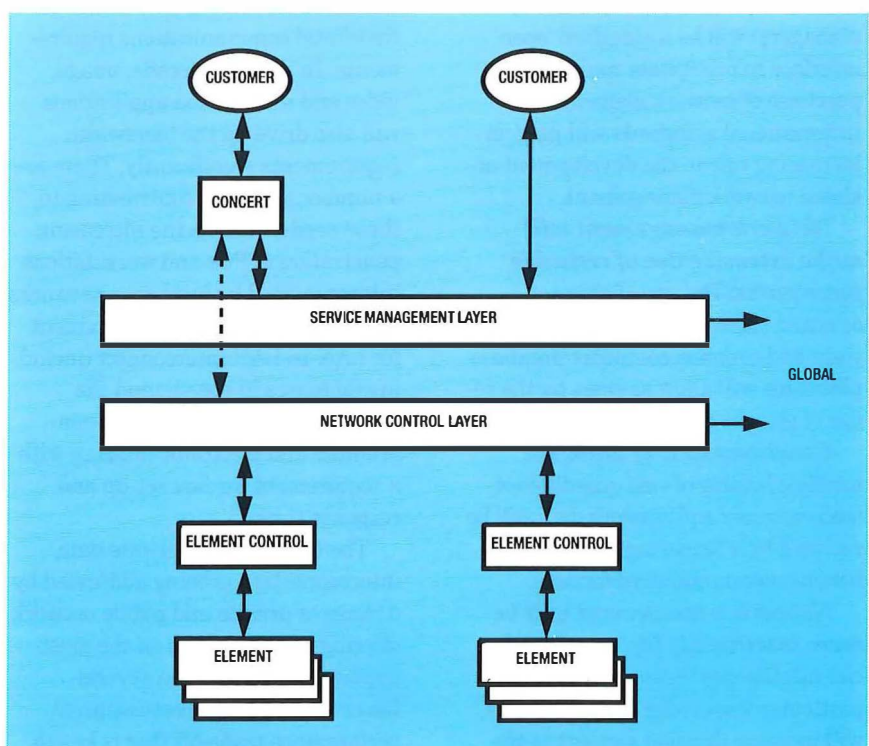 CUSTOMER
CUSTOMER
CONCERT
SERVICE MANAGEMENT LAYER
GLOBAL
NETWORK CONTROL LAYER
ELEMENT CONTROL
ELEMENT CONTROL
ELEMENT
ELEMENT